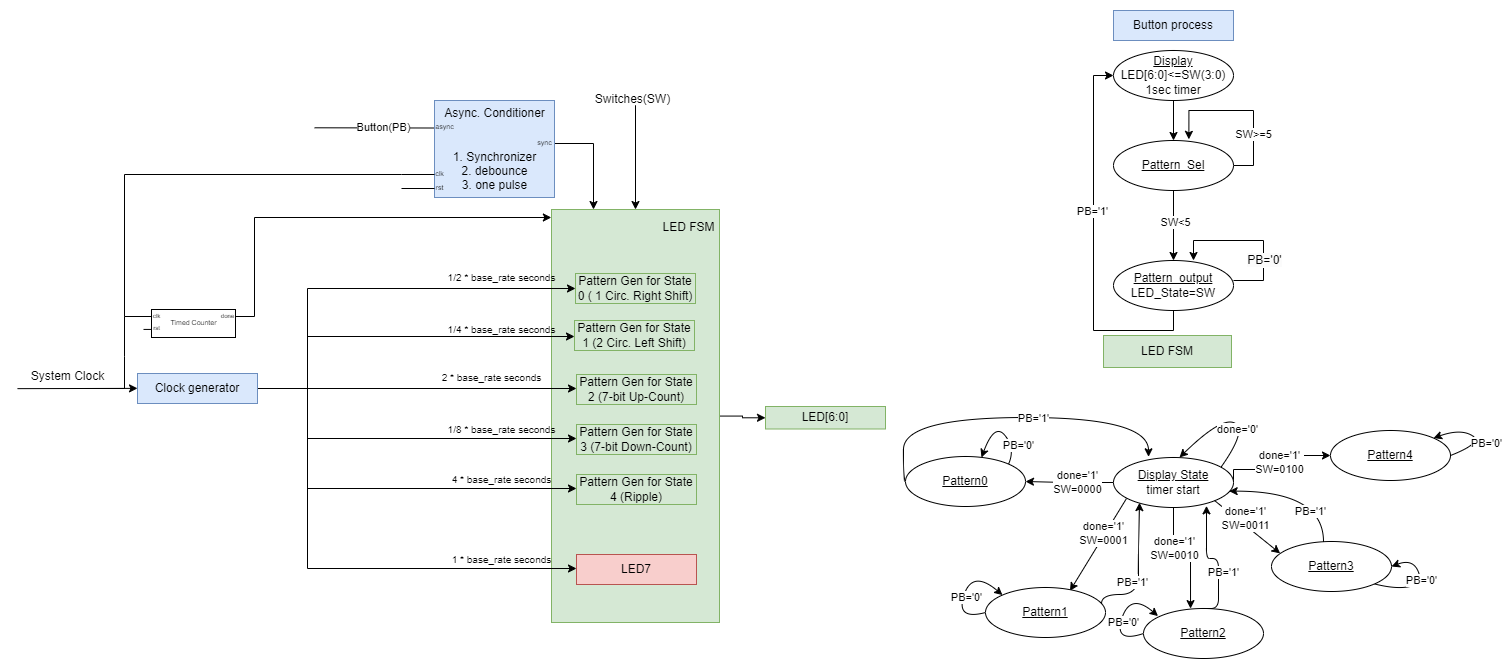 Button process
Display
LED[6:0]<=SW(3:0)
1sec timer
SW>=5
Pattern_Sel
PB='1'
SW<5
PB='0'
Pattern_output
LED_State=SW
LED FSM
Switches(SW)
Async. Conditioner
Button(PB)
async
sync
1. Synchronizer
2. debounce
3. one pulse
clk
rst
LED FSM
1/2 * base_rate seconds
Pattern Gen for State
0 ( 1 Circ. Right Shift)
clk
done
Timed Counter
rst
1/4 * base_rate seconds
Pattern Gen for State
1 (2 Circ. Left Shift)
System Clock
Clock generator
2 * base_rate seconds
Pattern Gen for State
2 (7-bit Up-Count)
LED[6:0]
1/8 * base_rate seconds
Pattern Gen for State
3 (7-bit Down-Count)
4 * base_rate seconds
Pattern Gen for State
4 (Ripple)
1 * base_rate seconds
LED7
PB='1'
done='0'
PB='0'
Pattern0
done='1'
SW=0000
Display State
timer start
done='1'
SW=0100
Pattern4
PB='0'
done='1'
SW=0001
done='1'
SW=0010
done='1'
SW=0011
PB='1'
Pattern3
PB='0'
PB='1'
PB='1'
PB='0'
Pattern1
PB='0'
Pattern2